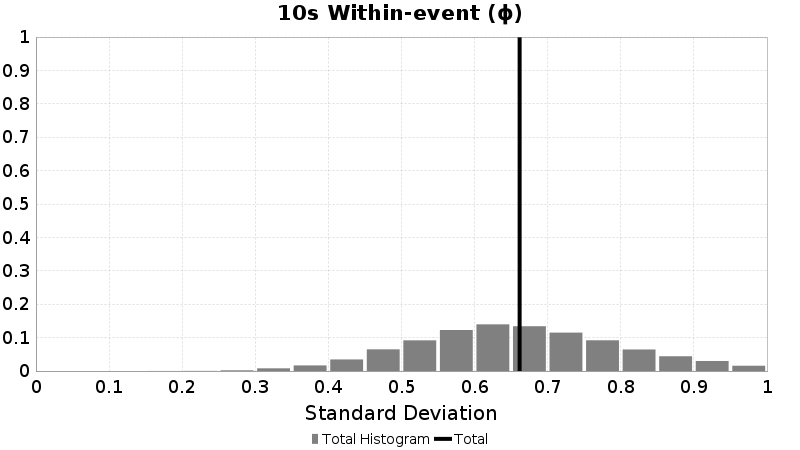 10s Within-event (ϕ)
1
0.9
0.8
0.7
0.6
0.5
0.4
0.3
0.2
0.1
0
0 0.1 0.2 0.3 0.4 0.5 0.6 0.7 0.8 0.9 1
Standard Deviation
Total Histogram Total